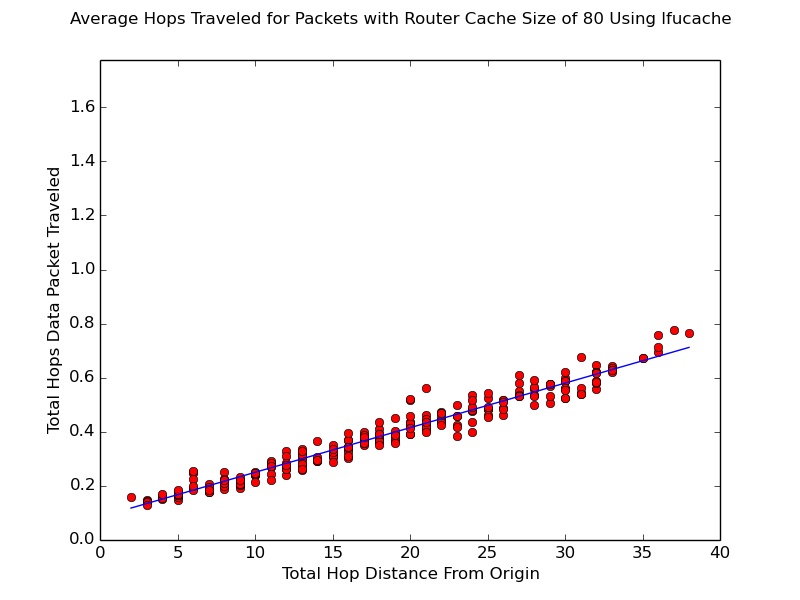 Average Hops Traveled for Packets with Router Cache Size of 80 Using lfucache
Total Hops Data Packet Traveled
1.6
1.4
1.2
1.0
0.8
0.6
0.4
0.2
0.0
0 5 10 15 20 25 30 35 40
Total Hop Distance From Origin